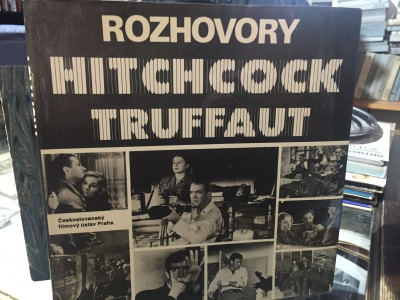 ROZHOVORY
HITCHCOCK
TRUFFAUT
Československý
filmový ústav Praha